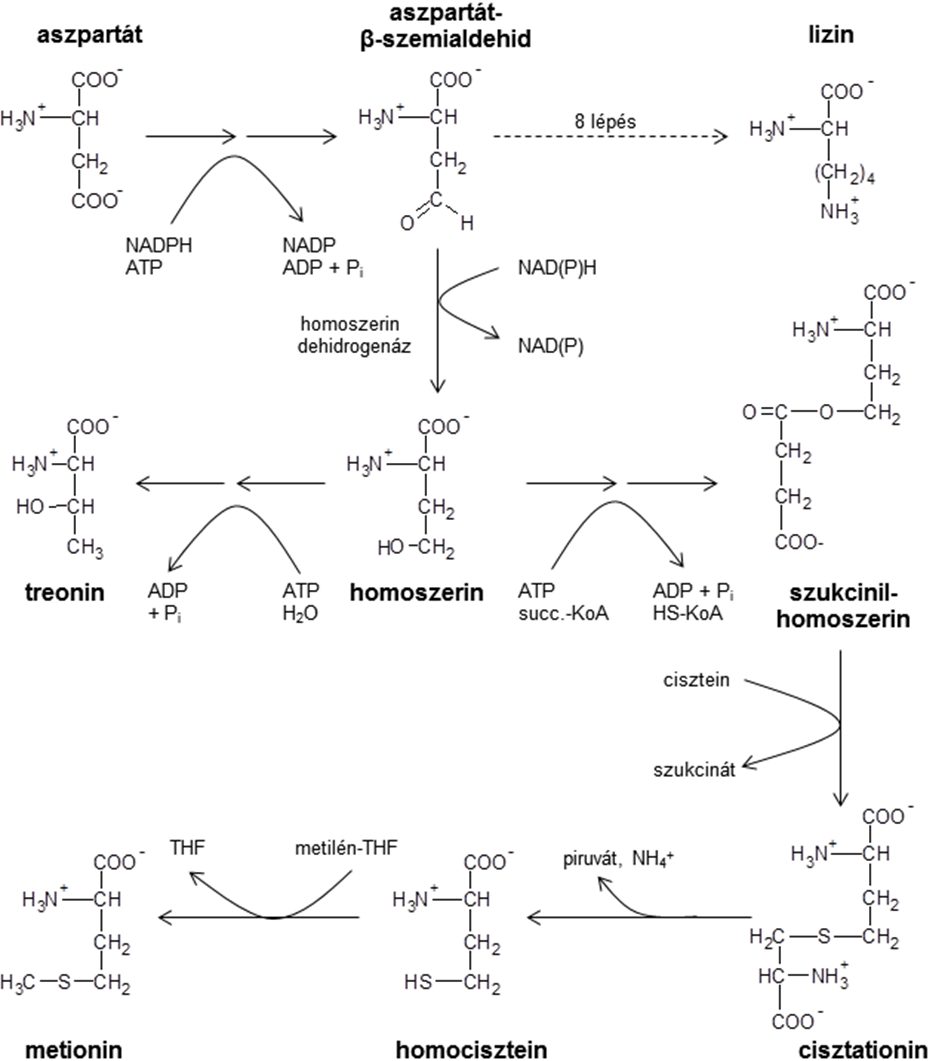 aszpartát
aszpartát-
β-szemialdehid
lizin
COO⁻
H₃N⁺—CH
CH₂
COO⁻
COO⁻
H₃N⁺—CH
CH₂
C
O
H
8 lépés
COO⁻
H₃N⁺—CH
(CH₂)₄
NH₃⁺
NADPH
ATP
NADP
ADP + Pᵢ
NAD(P)H
homoszerin
dehidrogenáz
NAD(P)
COO⁻
H₃N⁺—CH
CH₂
O=C—O—CH₂
CH₂
CH₂
COO-
COO⁻
H₃N⁺—CH
HO—CH
CH₃
COO⁻
H₃N⁺—CH
CH₂
HO—CH₂
treonin
ADP
+ Pᵢ
ATP
H₂O
homoszerin
ATP
succ.-KoA
ADP + Pᵢ
HS-KoA
szukcinil-
homoszerin
cisztein
szukcinát
COO⁻
H₃N⁺—CH
CH₂
H₂C—S—CH₂
HC—NH₃⁺
COO⁻
piruvát, NH₄⁺
THF
metilén-THF
COO⁻
H₃N⁺—CH
CH₂
HS—CH₂
COO⁻
H₃N⁺—CH
CH₂
H₃C—S—CH₂
metionin
homocisztein
cisztationin